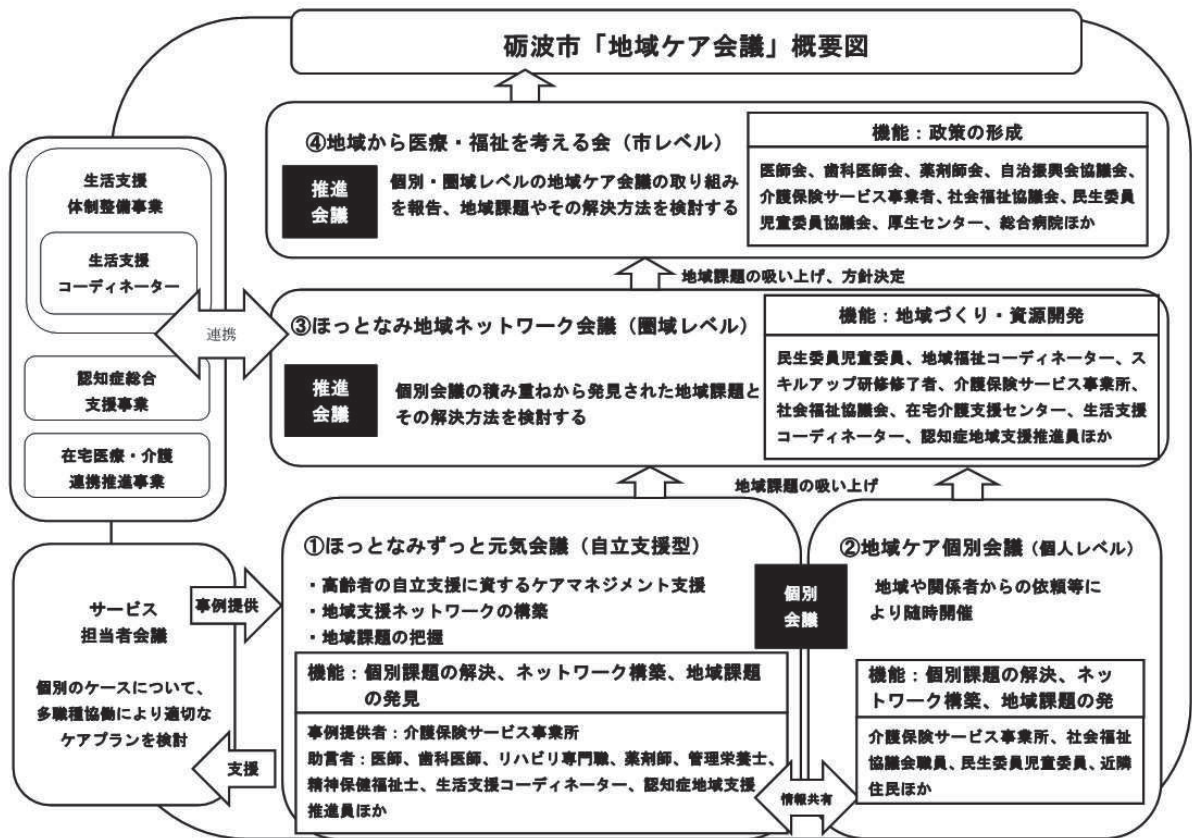 砺波市「地域ケア会議」概要図
④地域から医療・福祉を考える会（市レベル）
推進
会議
個別・圏域レベルの地域ケア会議の取り組み
を報告、地域課題やその解決方法を検討する
機能：政策の形成
医師会、歯科医師会、薬剤師会、自治振興会協議会、
介護保険サービス事業者、社会福祉協議会、民生委員
児童委員協議会、厚生センター、総合病院ほか
生活支援
体制整備事業
生活支援
コーディネーター
認知症総合
支援事業
在宅医療・介護
連携推進事業
連携
地域課題の吸い上げ、方針決定
③ほっとなみ地域ネットワーク会議（圏域レベル）
推進
会議
個別会議の積み重ねから発見された地域課題と
その解決方法を検討する
機能：地域づくり・資源開発
民生委員児童委員、地域福祉コーディネーター、ス
キルアップ研修修了者、介護保険サービス事業所、
社会福祉協議会、在宅介護支援センター、生活支援
コーディネーター、認知症地域支援推進員ほか
地域課題の吸い上げ
サービス
担当者会議
個別のケースについて、
多職種協働により適切な
ケアプランを検討
事例提供
支援
①ほっとなみずっと元気会議（自立支援型）
・高齢者の自立支援に資するケアマネジメント支援
・地域支援ネットワークの構築
・地域課題の把握
機能：個別課題の解決、ネットワーク構築、地域課題
の発見
事例提供者：介護保険サービス事業所
助言者：医師、歯科医師、リハビリ専門職、薬剤師、管理栄養士、
精神保健福祉士、生活支援コーディネーター、認知症地域支援
推進員ほか
個別
会議
情報共有
②地域ケア個別会議（個人レベル）
地域や関係者からの依頼等に
より随時開催
機能：個別課題の解決、ネッ
トワーク構築、地域課題の発
介護保険サービス事業所、社会福祉
協議会職員、民生委員児童委員、近隣
住民ほか